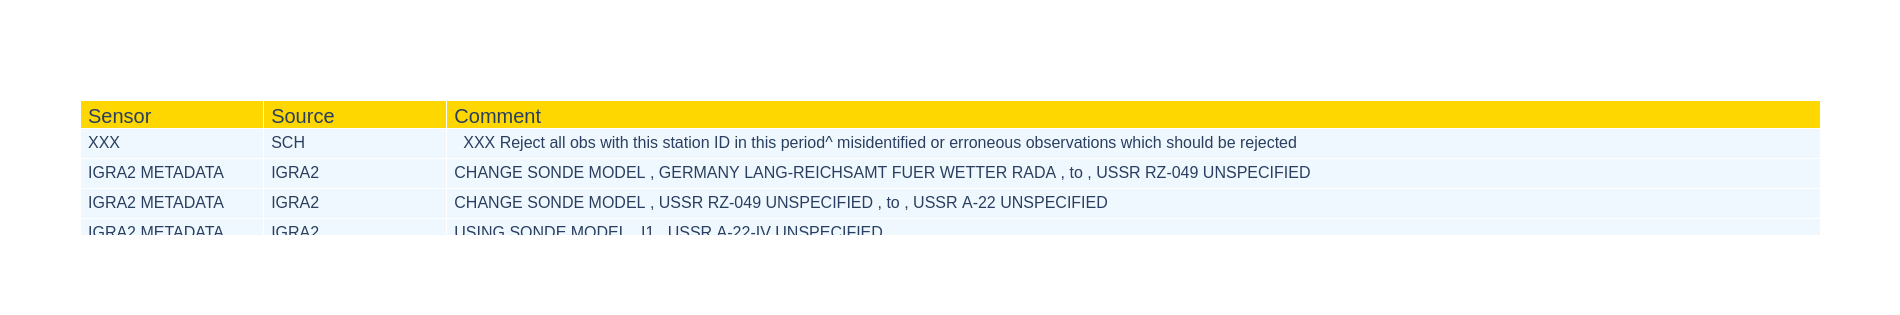 Sensor Source Comment
XXX SCH XXX Reject all obs with this station ID in this period^ misidentified or erroneous observations which should be rejected
IGRA2 METADATA IGRA2 CHANGE SONDE MODEL , GERMANY LANG-REICHSAMT FUER WETTER RADA , to , USSR RZ-049 UNSPECIFIED
IGRA2 METADATA IGRA2 CHANGE SONDE MODEL , USSR RZ-049 UNSPECIFIED , to , USSR A-22 UNSPECIFIED
IGRA2 METADATA IGRA2 USING SONDE MODEL , I1 , USSR A-22-IV UNSPECIFIED